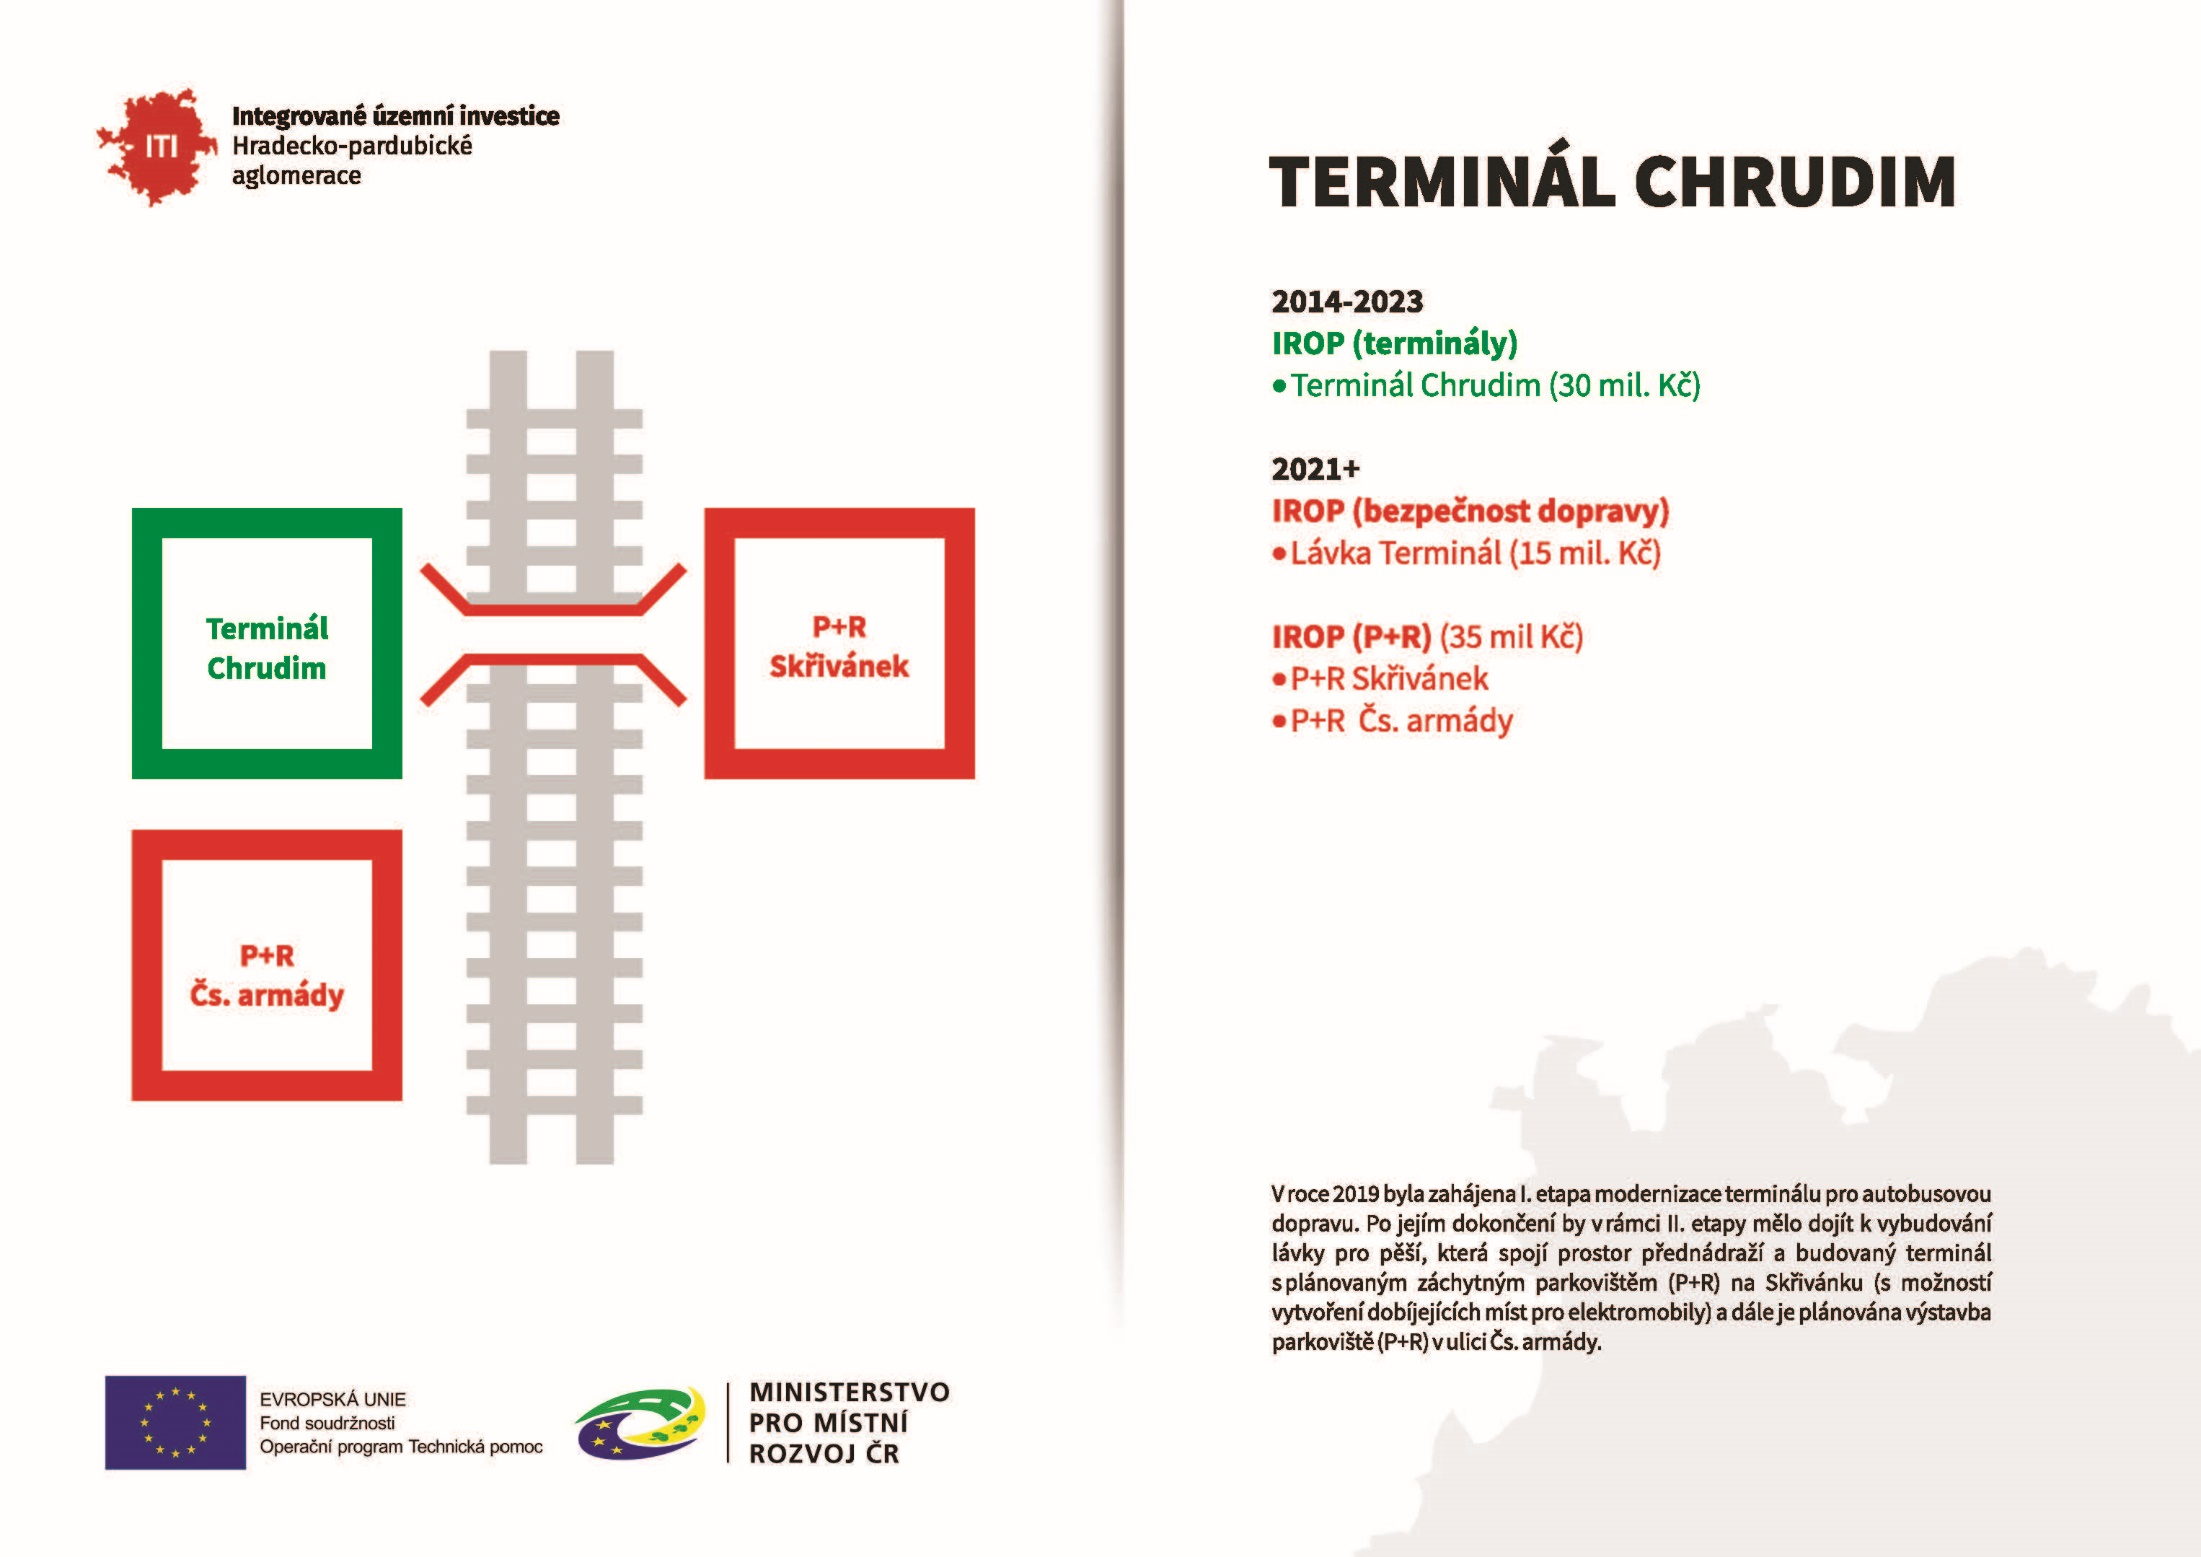 ITI
Integrované územní investice
Hradecko-pardubické
aglomerace
Terminál
Chrudim
P+R
Skřivánek
P+R
Čs. armády
EVROPSKÁ UNIE
Fond soudržnosti
Operační program Technická pomoc
MINISTERSTVO
PRO MÍSTNÍ
ROZVOJ ČR
TERMINÁL CHRUDIM
2014-2023
IROP (terminály)
• Terminál Chrudim (30 mil. Kč)
2021+
IROP (bezpečnost dopravy)
• Lávka Terminál (15 mil. Kč)
IROP (P+R) (35 mil Kč)
• P+R Skřivánek
• P+R Čs. armády
V roce 2019 byla zahájena I. etapa modernizace terminálu pro autobusovou
dopravu. Po jejím dokončení by v rámci II. etapy mělo dojít k vybudování
lávky pro pěší, která spojí prostor přednádraží a budovaný terminál
s plánovaným záchytným parkovištěm (P+R) na Skřivánku (s možností
vytvoření dobíjejících míst pro elektromobily) a dále je plánována výstavba
parkoviště (P+R) v ulici Čs. armády.